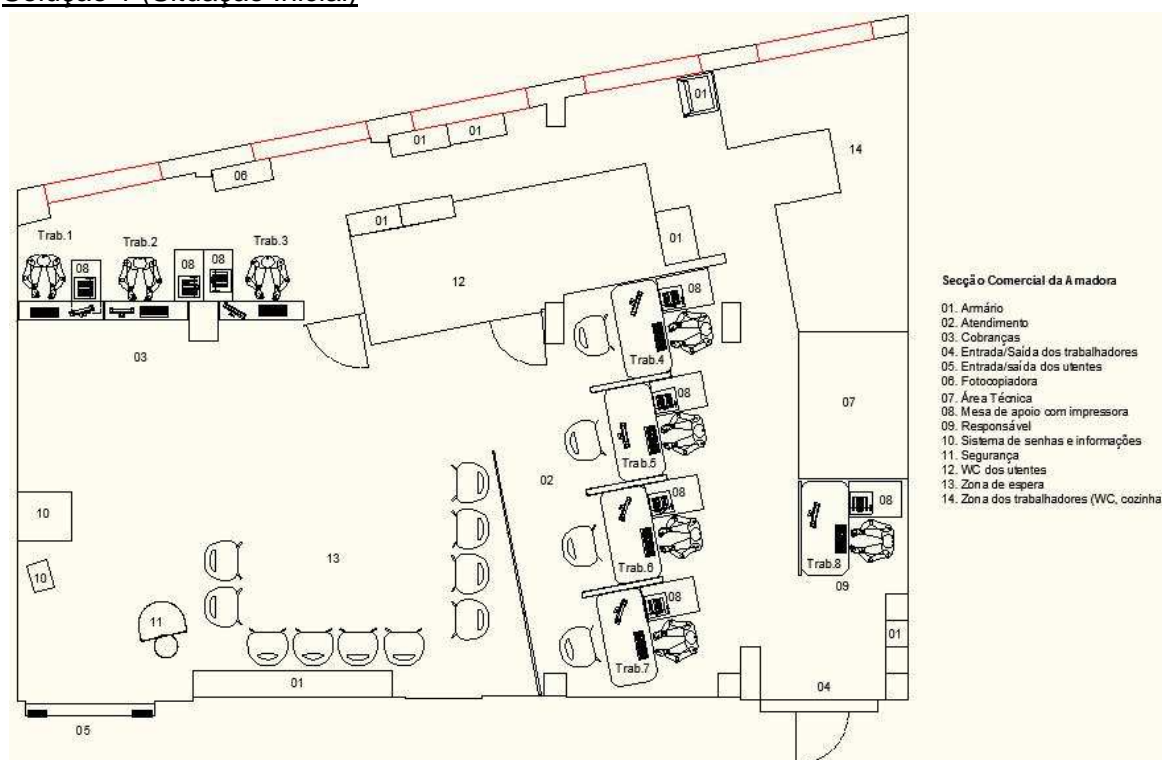 Solução 1 (Situação Inicial)
01
14
01
01
06
01
Trab.1
Trab.2
Trab.3
08
08
08
01
12
08
03
Trab.4
07
08
Trab.5
02
10
08
08
13
Trab.6
Trab.8
10
09
08
11
01
Trab.7
01
04
05
Secção Comercial da Amadora
01. Armário
02. Atendimento
03. Cobranças
04. Entrada/Saída dos trabalhadores
05. Entrada/saída dos utentes
06. Fotocopiadora
07. Área Técnica
08. Mesa de apoio com impressora
09. Responsável
10. Sistema de senhas e informações
11. Segurança
12. WC dos utentes
13. Zona de espera
14. Zona dos trabalhadores (WC, cozinha